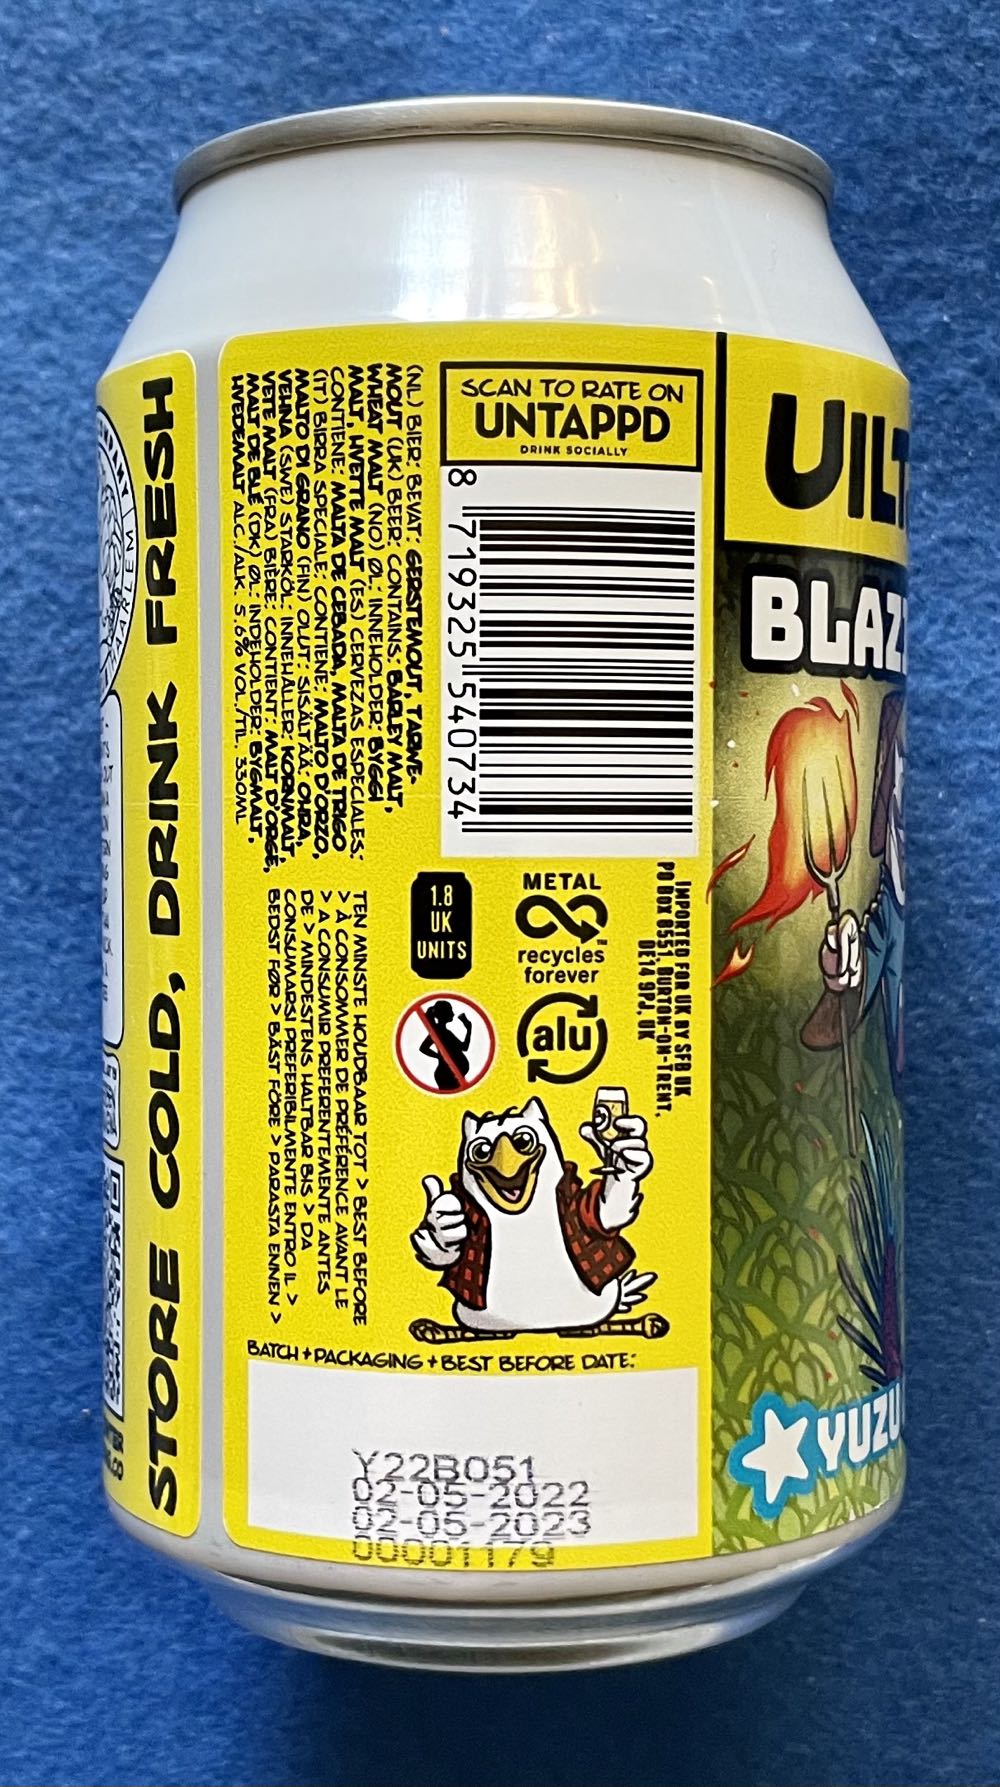 STORE COLD, DRINK FRESH
HAARLEM
(NL) BIER: BEVAT: GERSTEMOUT, TARWE-
MOUT (UK) BEER: CONTAINS: BARLEY MALT,
WHEAT MALT (NO) ØL: INNEHOLDER: BYGG
MALT, HVETTE MALT (ES) CERVEZAS ESPECIALES:
CONTIENE: MALTA DE CEBADA, MALTA DE TRIGO
(IT) BIRRA SPECIALE: CONTIENE: MALTO D'ORZO,
MALTO DI GRANO (FIN) OLUT: SISÄLTÄÄ: OHRA,
VEHNA (SWE) STARKÖL: INNEHÅLLER: KORNMALT,
VETE MALT (FRA) BIÈRE: CONTIENT: MALT D'ORGE,
MALT DE BLÉ (DK) ØL: INDEHOLDER: BYGMALT,
HVEDEMALT ALC./ALK. 5.6% VOL./TIL. 330ML
SCAN TO RATE ON
UNTAPPD
DRINK SOCIALLY
8 719325 540734
IMPORTED FOR UK BY SFB UK
PO BOX 8551, BURTON-ON-TRENT,
DE14 9PJ, UK
METAL
recycles
forever™
alu
1.8
UK
UNITS
TEN MINSTE HOUDBAAR TOT > BEST BEFORE
> À CONSOMMER DE PRÉFÉRENCE AVANT LE
> A CONSUMIR PREFERENTEMENTE ANTES
DE > MINDESTENS HALTBAR BIS > DA
CONSUMARSI PREFERIBILMENTE ENTRO IL >
BEDST FØR > BÄST FÖRE > PARASTA ENNEN >
BATCH + PACKAGING + BEST BEFORE DATE:
Y22B051
02-05-2022
02-05-2023
00001179
UILT
BLAZ
YUZU